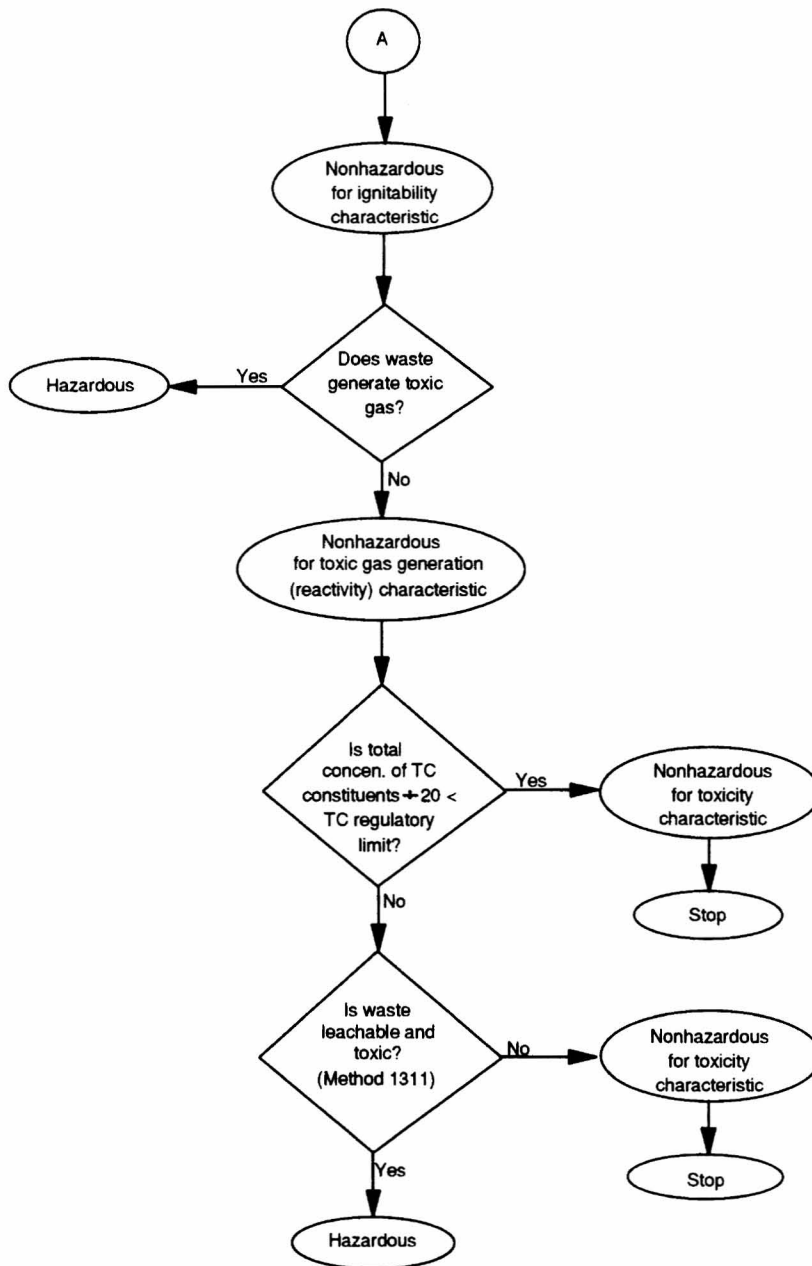 A
Nonhazardous
for ignitability
characteristic
Does waste
generate toxic
gas?
Yes
Hazardous
No
Nonhazardous
for toxic gas generation
(reactivity) characteristic
Is total
concen. of TC
constituents ÷ 20 <
TC regulatory
limit?
Yes
Nonhazardous
for toxicity
characteristic
Stop
No
Is waste
leachable and
toxic?
(Method 1311)
No
Nonhazardous
for toxicity
characteristic
Stop
Yes
Hazardous